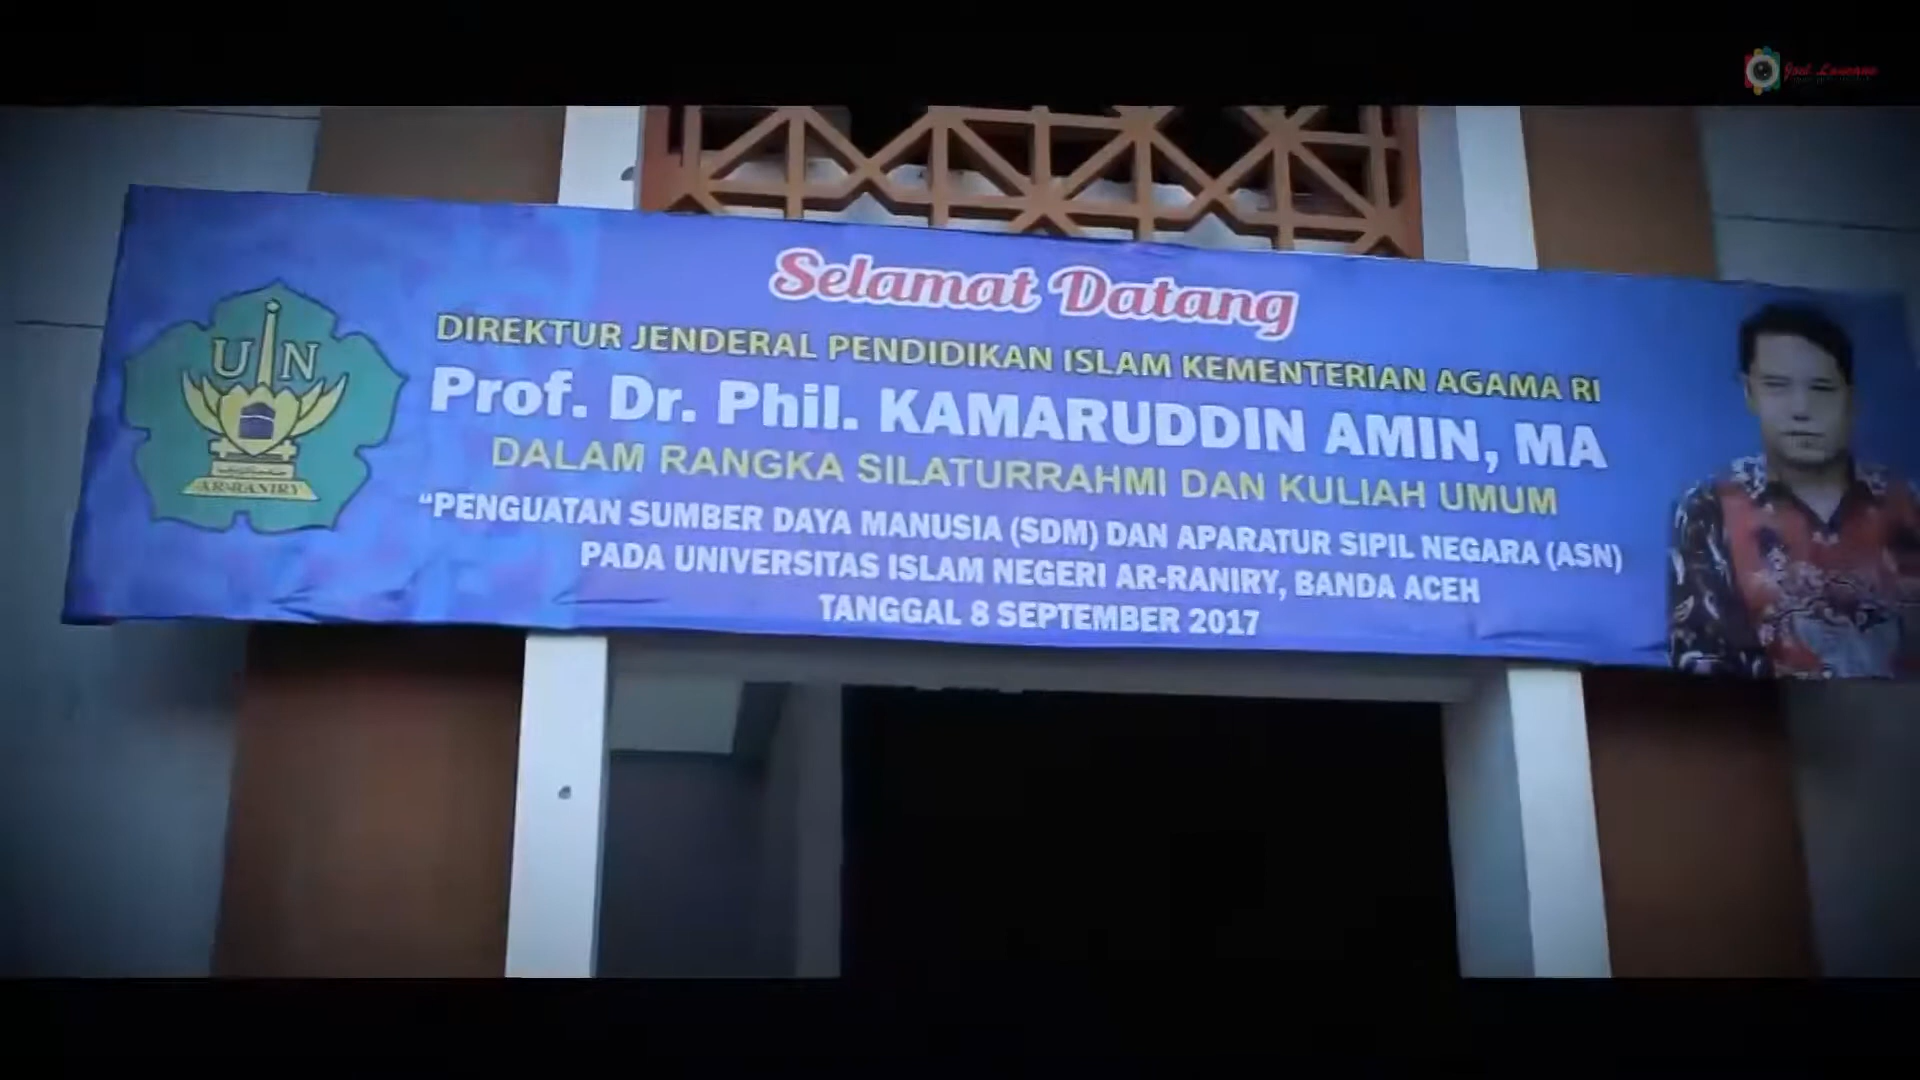 Selamat Datang
DIREKTUR JENDERAL PENDIDIKAN ISLAM KEMENTERIAN AGAMA RI
Prof. Dr. Phil. KAMARUDDIN AMIN, MA
DALAM RANGKA SILATURRAHMI DAN KULIAH UMUM
“PENGUATAN SUMBER DAYA MANUSIA (SDM) DAN APARATUR SIPIL NEGARA (ASN)
PADA UNIVERSITAS ISLAM NEGERI AR-RANIRY, BANDA ACEH
TANGGAL 8 SEPTEMBER 2017
UIN
AR-RANIRY